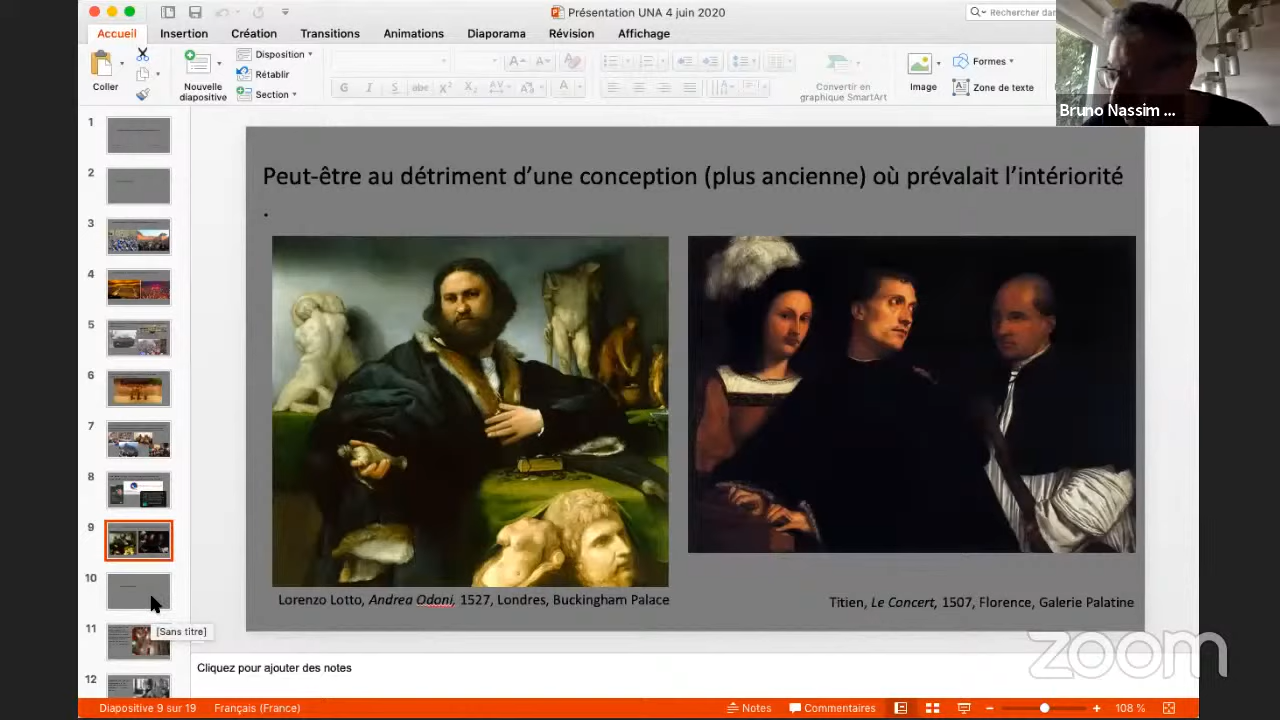 Présentation UNA 4 juin 2020
Rechercher dan
Accueil
Insertion
Création
Transitions
Animations
Diaporama
Révision
Affichage
Coller
Nouvelle
diapositive
Disposition
Rétablir
Section
G
I
S
abc
X²
X₂
Convertir en
graphique SmartArt
Image
Formes
Zone de texte
Bruno Nassim ...
1
2
3
4
5
6
7
8
9
10
11
12
[Sans titre]
Peut-être au détriment d’une conception (plus ancienne) où prévalait l’intériorité
.
Lorenzo Lotto, Andrea Odoni, 1527, Londres, Buckingham Palace
Titien, Le Concert, 1507, Florence, Galerie Palatine
zoom
Cliquez pour ajouter des notes
Diapositive 9 sur 19
Français (France)
Notes
Commentaires
108 %